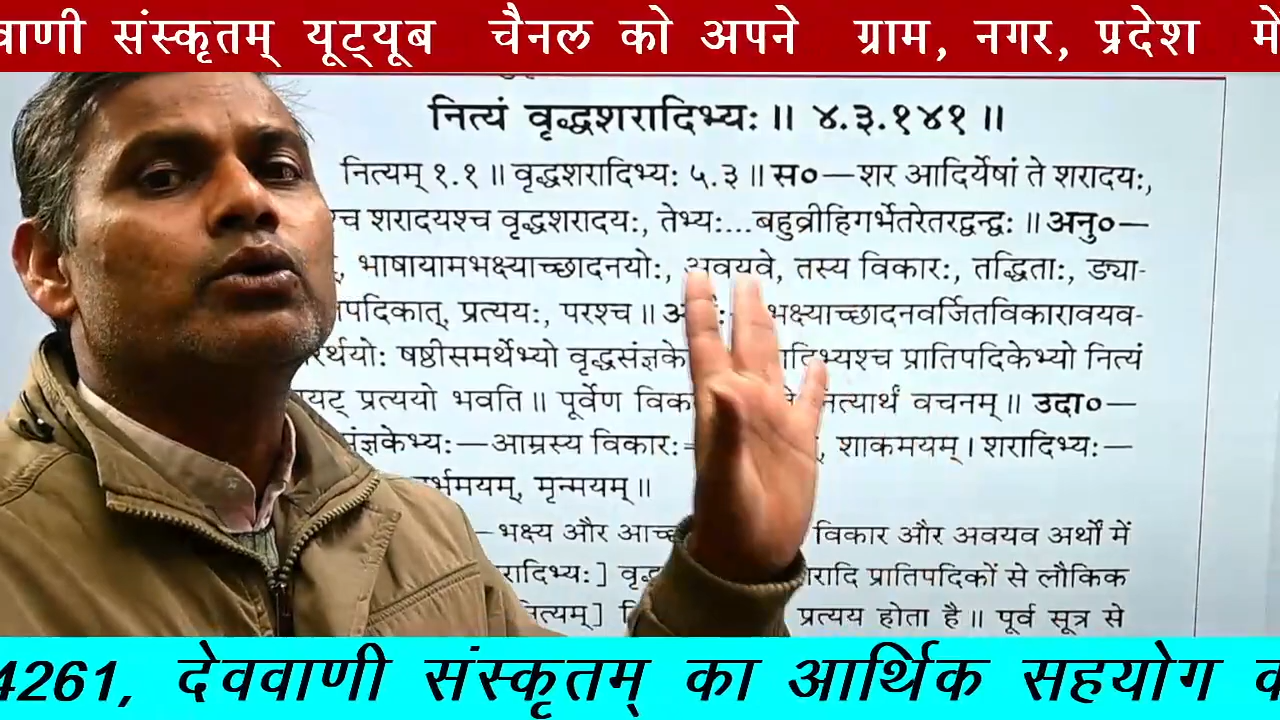 वाणी संस्कृतम् यूट्यूब चैनल को अपने ग्राम, नगर, प्रदेश में
नित्यं वृद्धशरादिभ्यः ॥ ४.३.१४१ ॥
नित्यम् १.१ ॥ वृद्धशरादिभ्यः ५.३ ॥ स०—शर आदिर्येषां ते शरादयः,
च शरादयश्च वृद्धशरादयः, तेभ्यः...बहुव्रीहिगर्भेतरेतरद्वन्द्वः ॥ अनु०—
भाषायामभक्ष्याच्छादनयोः, अवयवे, तस्य विकारः, तद्धिताः, ङ्या-
पदिकात्, प्रत्ययः, परश्च ॥ भक्ष्याच्छादनवर्जितविकारावयव-
रर्थयोः षष्ठीसमर्थेभ्यो वृद्धसंज्ञके दिभ्यश्च प्रातिपदिकेभ्यो नित्यं
यट् प्रत्ययो भवति ॥ पूर्वेण विक नित्यार्थं वचनम् ॥ उदा०—
संज्ञकेभ्यः—आम्रस्य विकारः शाकमयम् । शरादिभ्यः—
र्भमयम्, मृन्मयम् ॥
—भक्ष्य और आच्छ विकार और अवयव अर्थों में
रादिभ्यः ] वृद्ध रादि प्रातिपदिकों से लौकिक
नित्यम् ] प्रत्यय होता है ॥ पूर्व सूत्र से
4261, देववाणी संस्कृतम् का आर्थिक सहयोग